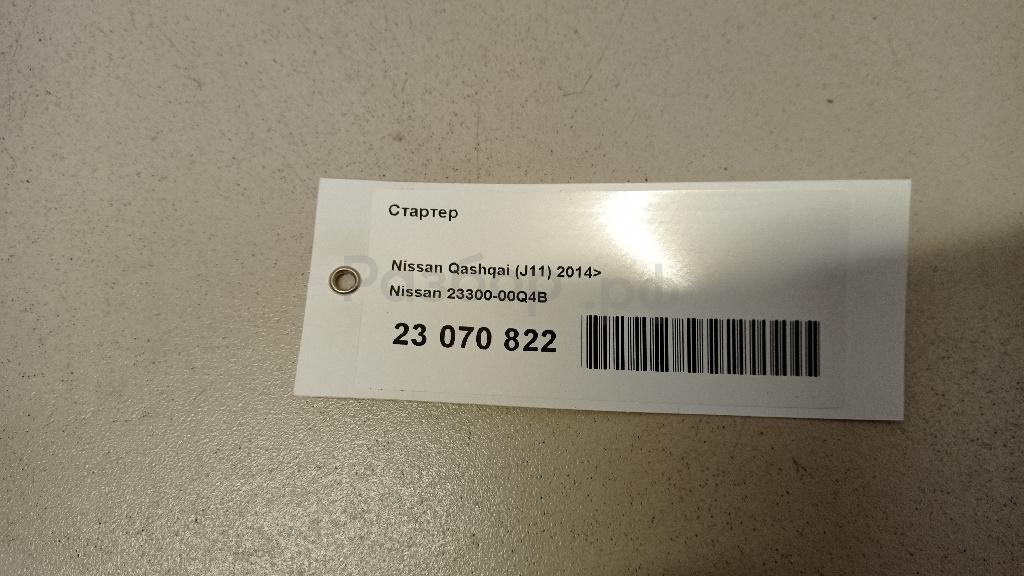 Стартер
Nissan Qashqai (J11) 2014>
Nissan 23300-00Q4B
23 070 822